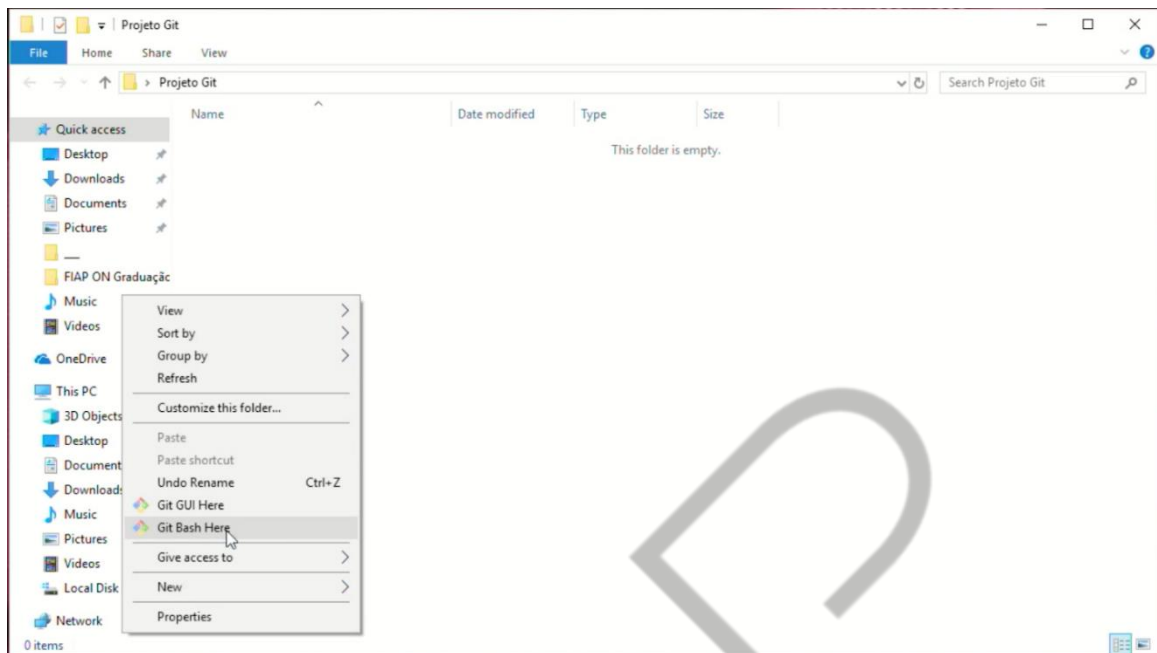 Projeto Git
File Home Share View
Projeto Git
Search Projeto Git
Name Date modified Type Size
This folder is empty.
Quick access
Desktop
Downloads
Documents
Pictures
__
FIAP ON Graduaçãc
Music
Videos
OneDrive
This PC
3D Objects
Desktop
Document
Downloads
Music
Pictures
Videos
Local Disk
Network
0 items
View
Sort by
Group by
Refresh
Customize this folder...
Paste
Paste shortcut
Undo Rename Ctrl+Z
Git GUI Here
Git Bash Here
Give access to
New
Properties